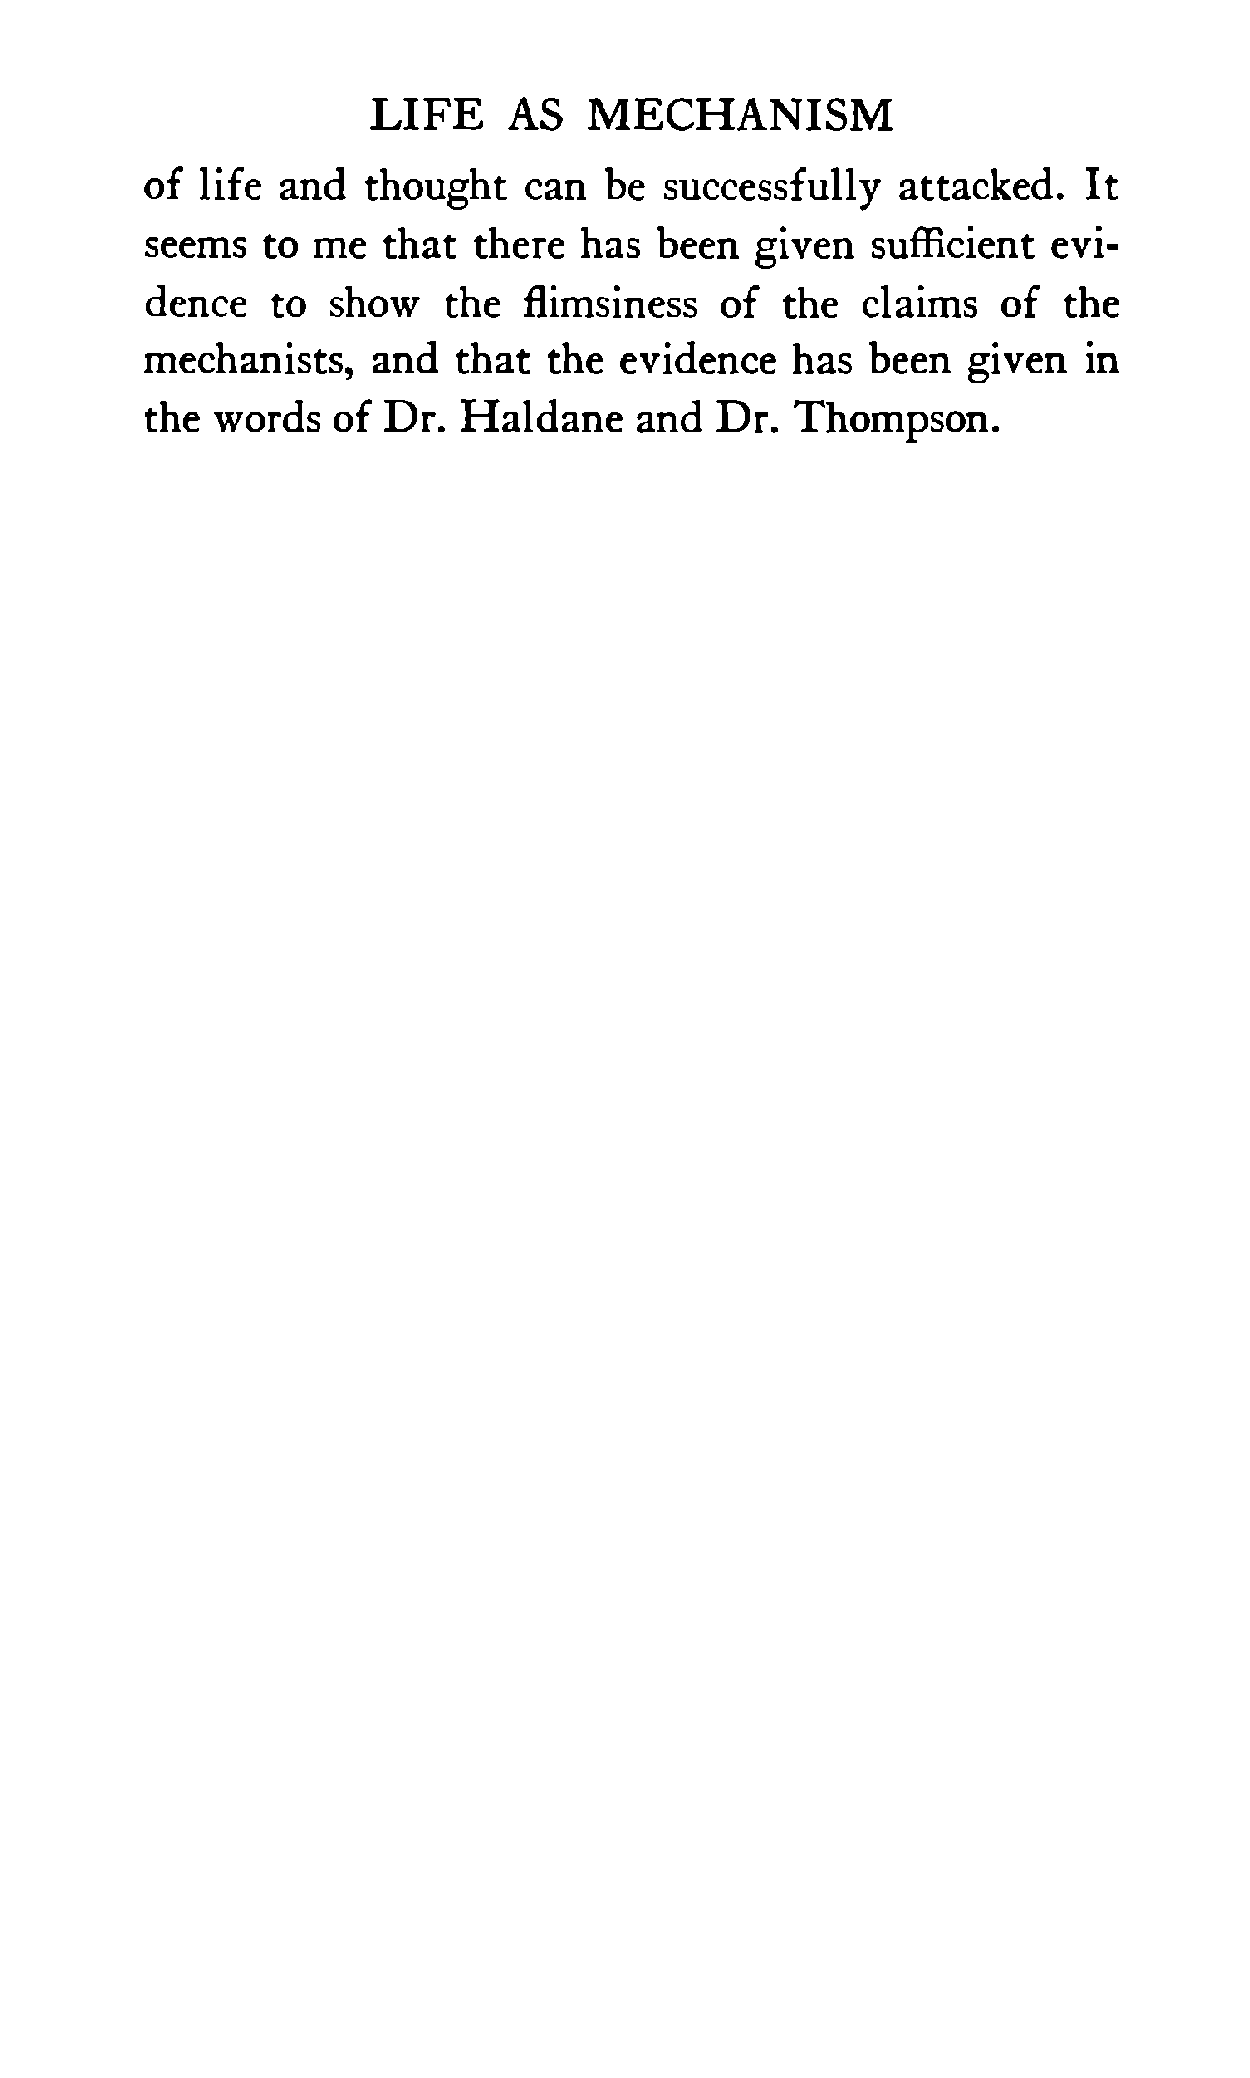 LIFE AS MECHANISM
of life and thought can be successfully attacked. It
seems to me that there has been given sufficient evi-
dence to show the flimsiness of the claims of the
mechanists, and that the evidence has been given in
the words of Dr. Haldane and Dr. Thompson.